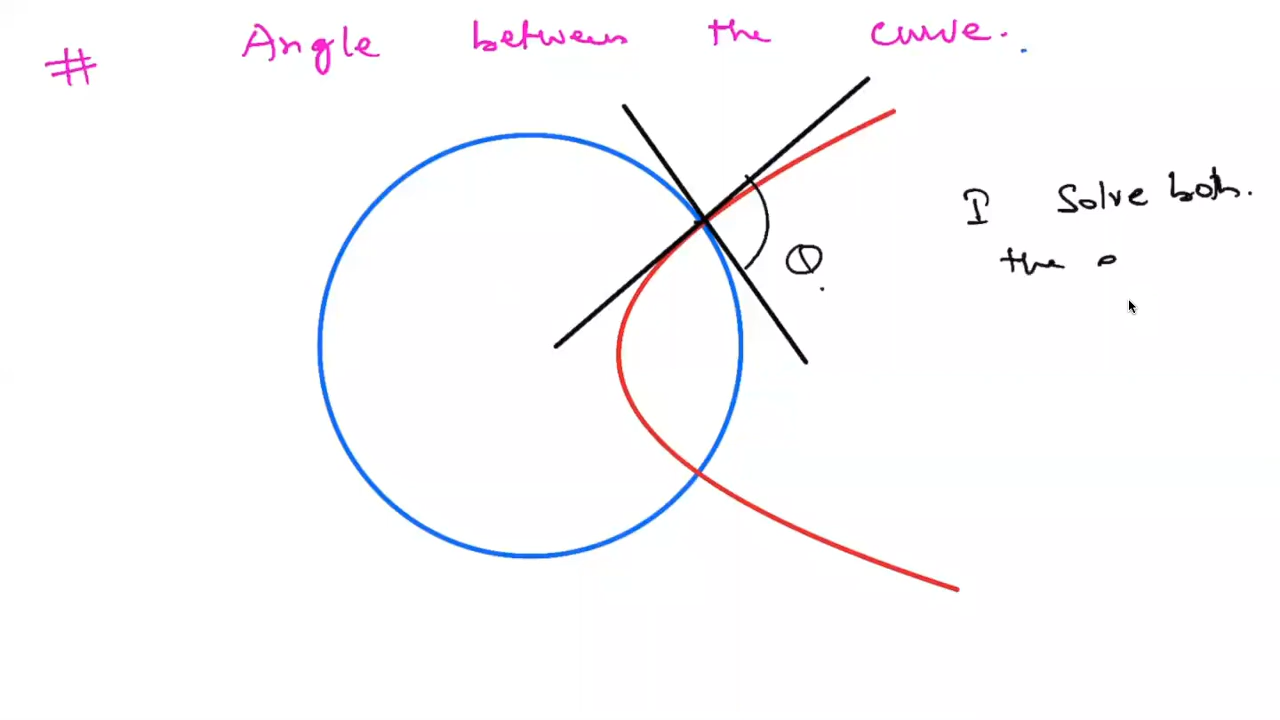 # Angle between the curve.
θ
I Solve both.
the e